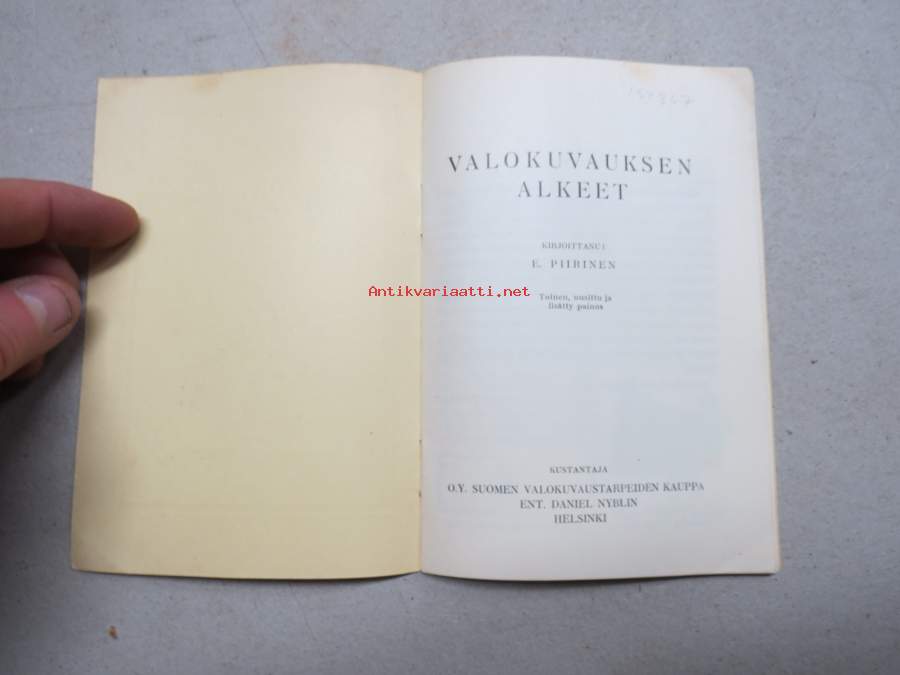 VALOKUVAUKSEN
ALKEET
KIRJOITTANUT
E. PIIRINEN
Antikvariaatti.net
Toinen, uusittu ja
lisätty painos
KUSTANTAJA
O.Y. SUOMEN VALOKUVAUSTARPEIDEN KAUPPA
ENT. DANIEL NYBLIN
HELSINKI